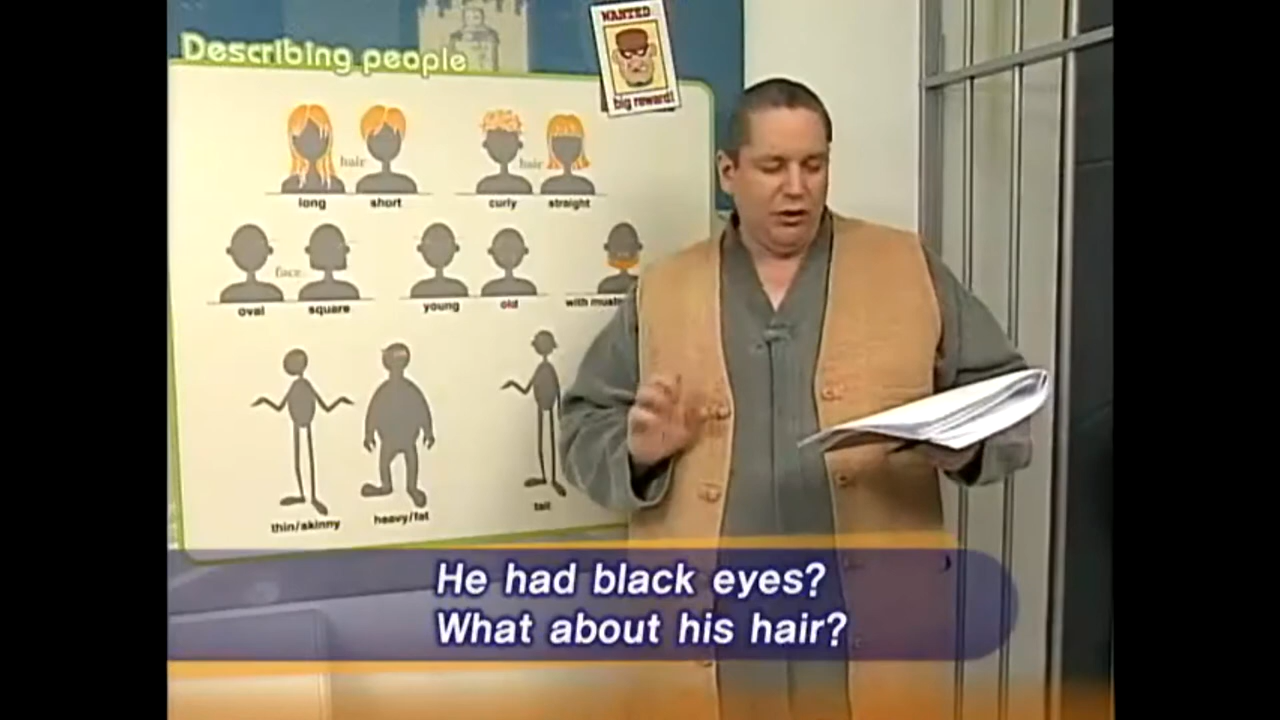 WANTED
big reward!
Describing people
hair
hair
long short curly straight
face
oval square young old with
thin/skinny heavy/fat tall
He had black eyes?
What about his hair?